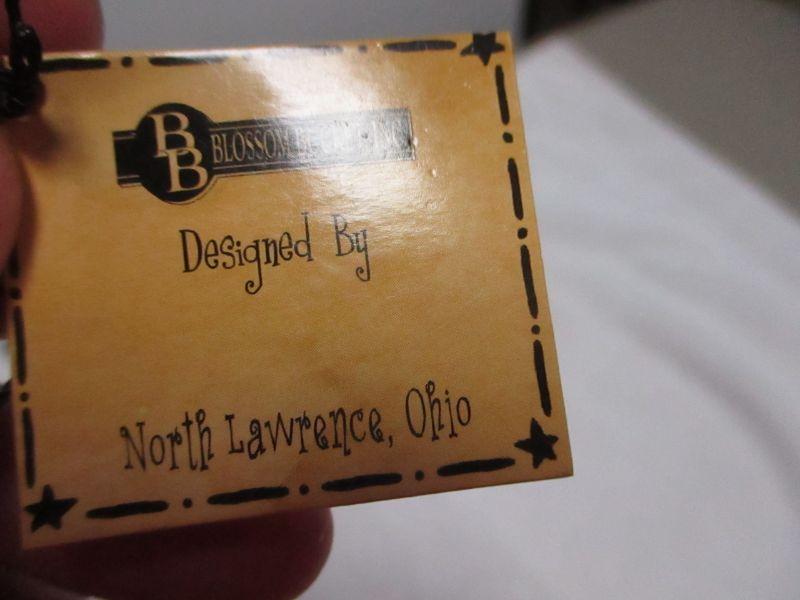 BB
BLOSSOM
Designed By
North Lawrence, Ohio